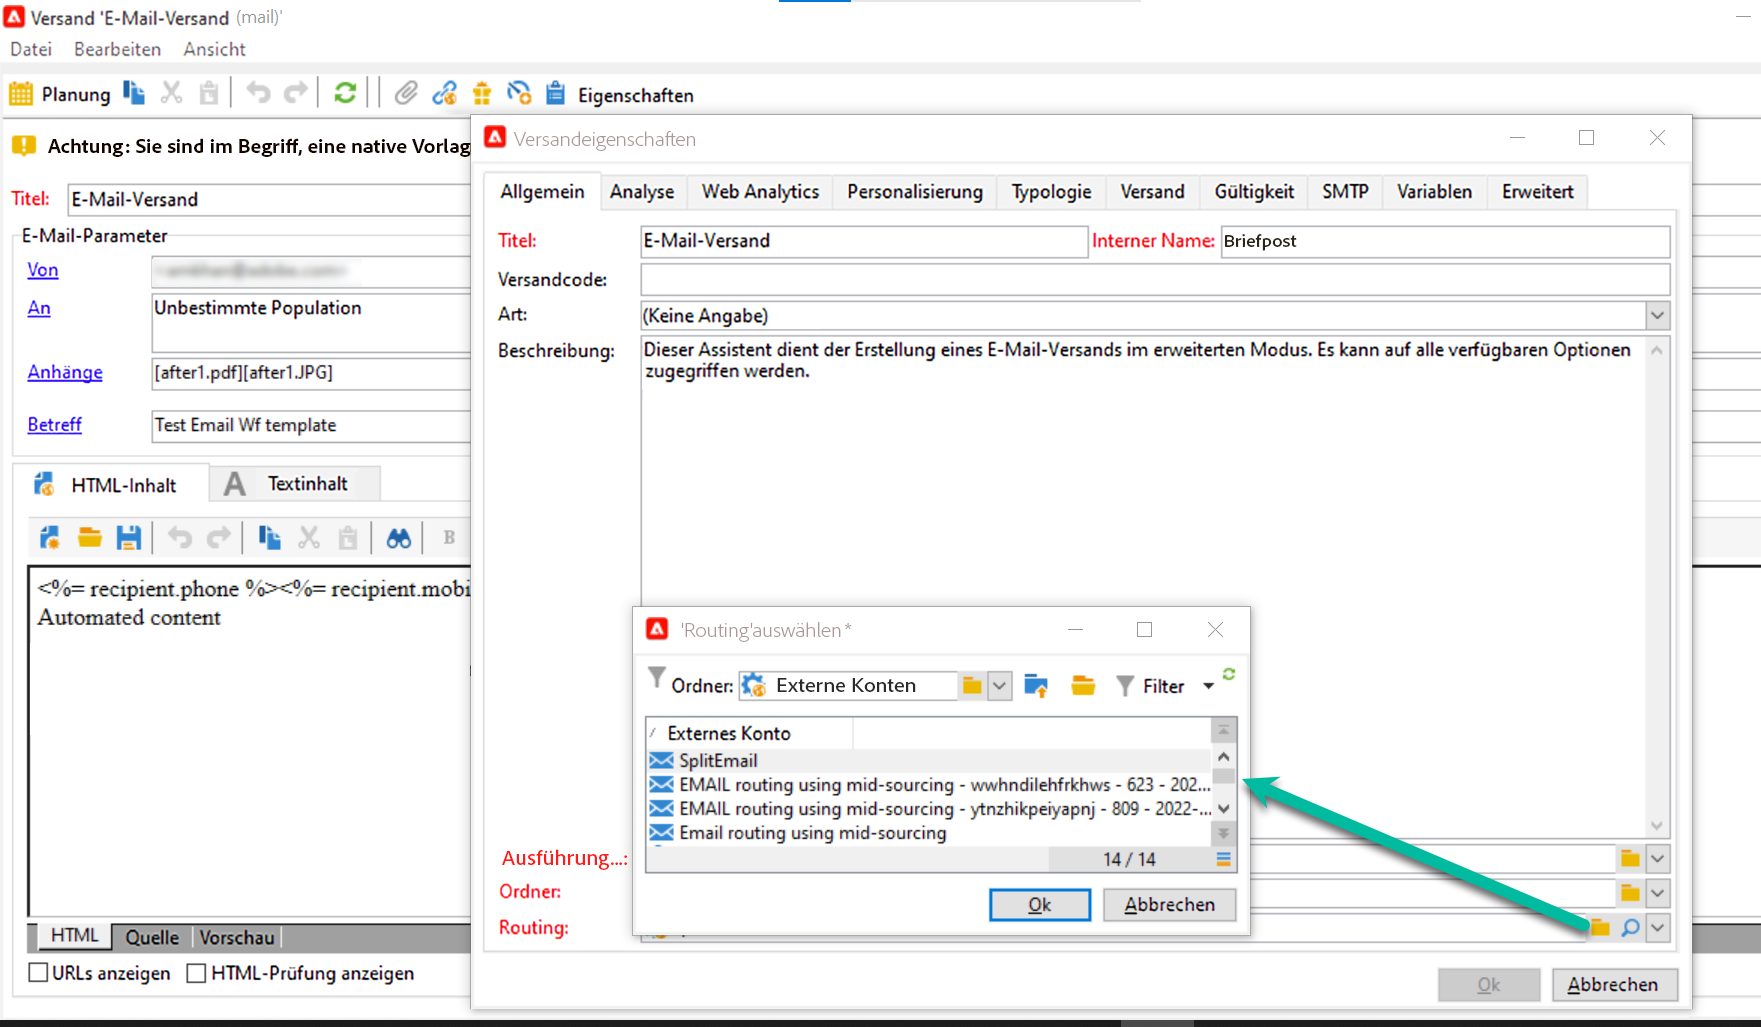 Versand 'E-Mail-Versand (mail)'
Datei Bearbeiten Ansicht
Planung Eigenschaften
Achtung: Sie sind im Begriff, eine native Vorlag
Titel: E-Mail-Versand
E-Mail-Parameter
Von
An Unbestimmte Population
Anhänge [after1.pdf][after1.JPG]
Betreff Test Email Wf template
HTML-Inhalt A Textinhalt
B
<%= recipient.phone %><%= recipient.mobi
Automated content
HTML Quelle Vorschau
URLs anzeigen HTML-Prüfung anzeigen
Versandeigenschaften
Allgemein Analyse Web Analytics Personalisierung Typologie Versand Gültigkeit SMTP Variablen Erweitert
Titel: E-Mail-Versand Interner Name: Briefpost
Versandcode:
Art: (Keine Angabe)
Beschreibung: Dieser Assistent dient der Erstellung eines E-Mail-Versands im erweiterten Modus. Es kann auf alle verfügbaren Optionen
zugegriffen werden.
Ausführung...:
Ordner:
Routing:
Ok Abbrechen
'Routing'auswählen*
Ordner: Externe Konten Filter
Externes Konto
SplitEmail
EMAIL routing using mid-sourcing - wwhndilehfrkhws - 623 - 202...
EMAIL routing using mid-sourcing - ytnzhikpeiyapnj - 809 - 2022-...
Email routing using mid-sourcing
14 / 14
Ok Abbrechen